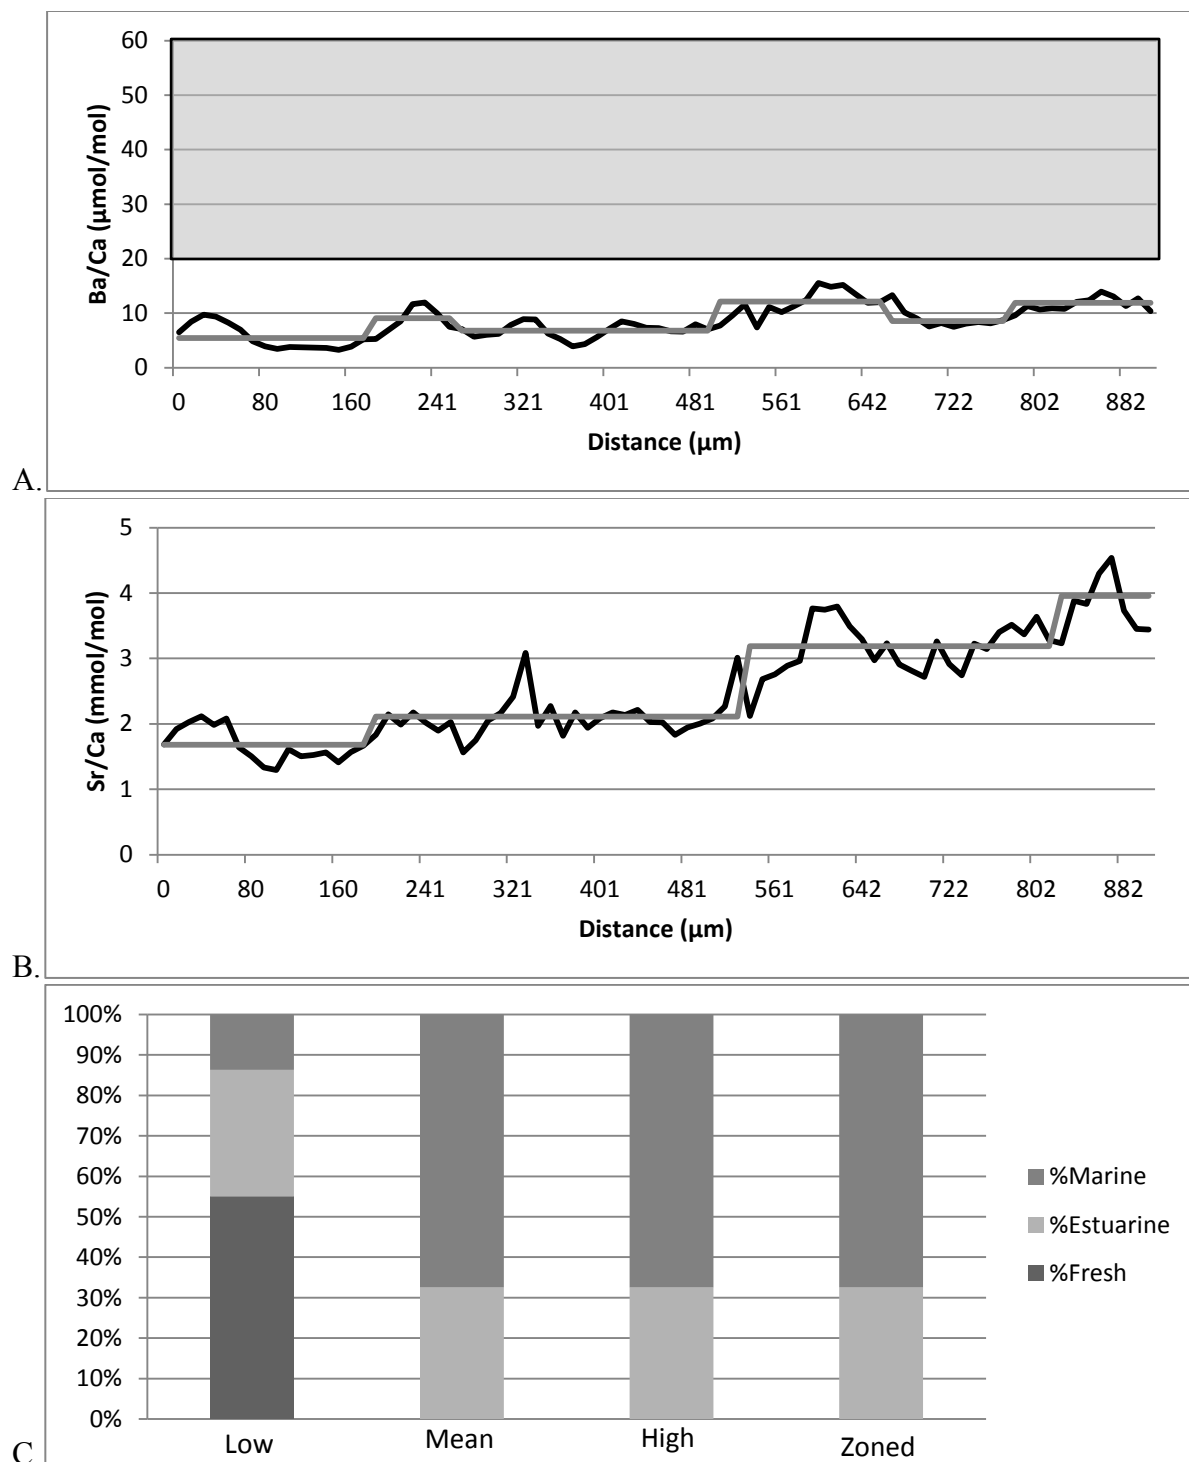 60
50
40
30
20
10
0
Ba/Ca (µmol/mol)
0 80 160 241 321 401 481 561 642 722 802 882
Distance (µm)
A.
5
4
3
2
1
0
Sr/Ca (mmol/mol)
0 80 160 241 321 401 481 561 642 722 802 882
Distance (µm)
B.
100%
90%
80%
70%
60%
50%
40%
30%
20%
10%
0%
%Marine
%Estuarine
%Fresh
Low Mean High Zoned
C